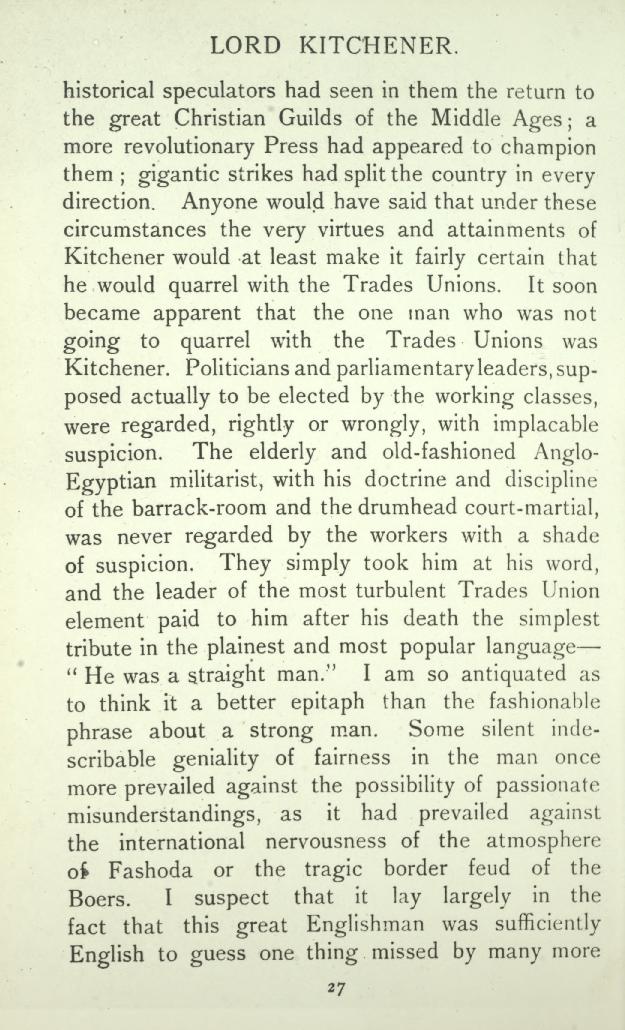 LORD KITCHENER.
historical speculators had seen in them the return to
the great Christian Guilds of the Middle Ages; a
more revolutionary Press had appeared to champion
them; gigantic strikes had split the country in every
direction. Anyone would have said that under these
circumstances the very virtues and attainments of
Kitchener would at least make it fairly certain that
he would quarrel with the Trades Unions. It soon
became apparent that the one man who was not
going to quarrel with the Trades Unions was
Kitchener. Politicians and parliamentary leaders, sup-
posed actually to be elected by the working classes,
were regarded, rightly or wrongly, with implacable
suspicion. The elderly and old-fashioned Anglo-
Egyptian militarist, with his doctrine and discipline
of the barrack-room and the drumhead court-martial,
was never regarded by the workers with a shade
of suspicion. They simply took him at his word,
and the leader of the most turbulent Trades Union
element paid to him after his death the simplest
tribute in the plainest and most popular language—
“He was a straight man.” I am so antiquated as
to think it a better epitaph than the fashionable
phrase about a strong man. Some silent inde-
scribable geniality of fairness in the man once
more prevailed against the possibility of passionate
misunderstandings, as it had prevailed against
the international nervousness of the atmosphere
of Fashoda or the tragic border feud of the
Boers. I suspect that it lay largely in the
fact that this great Englishman was sufficiently
English to guess one thing missed by many more
27